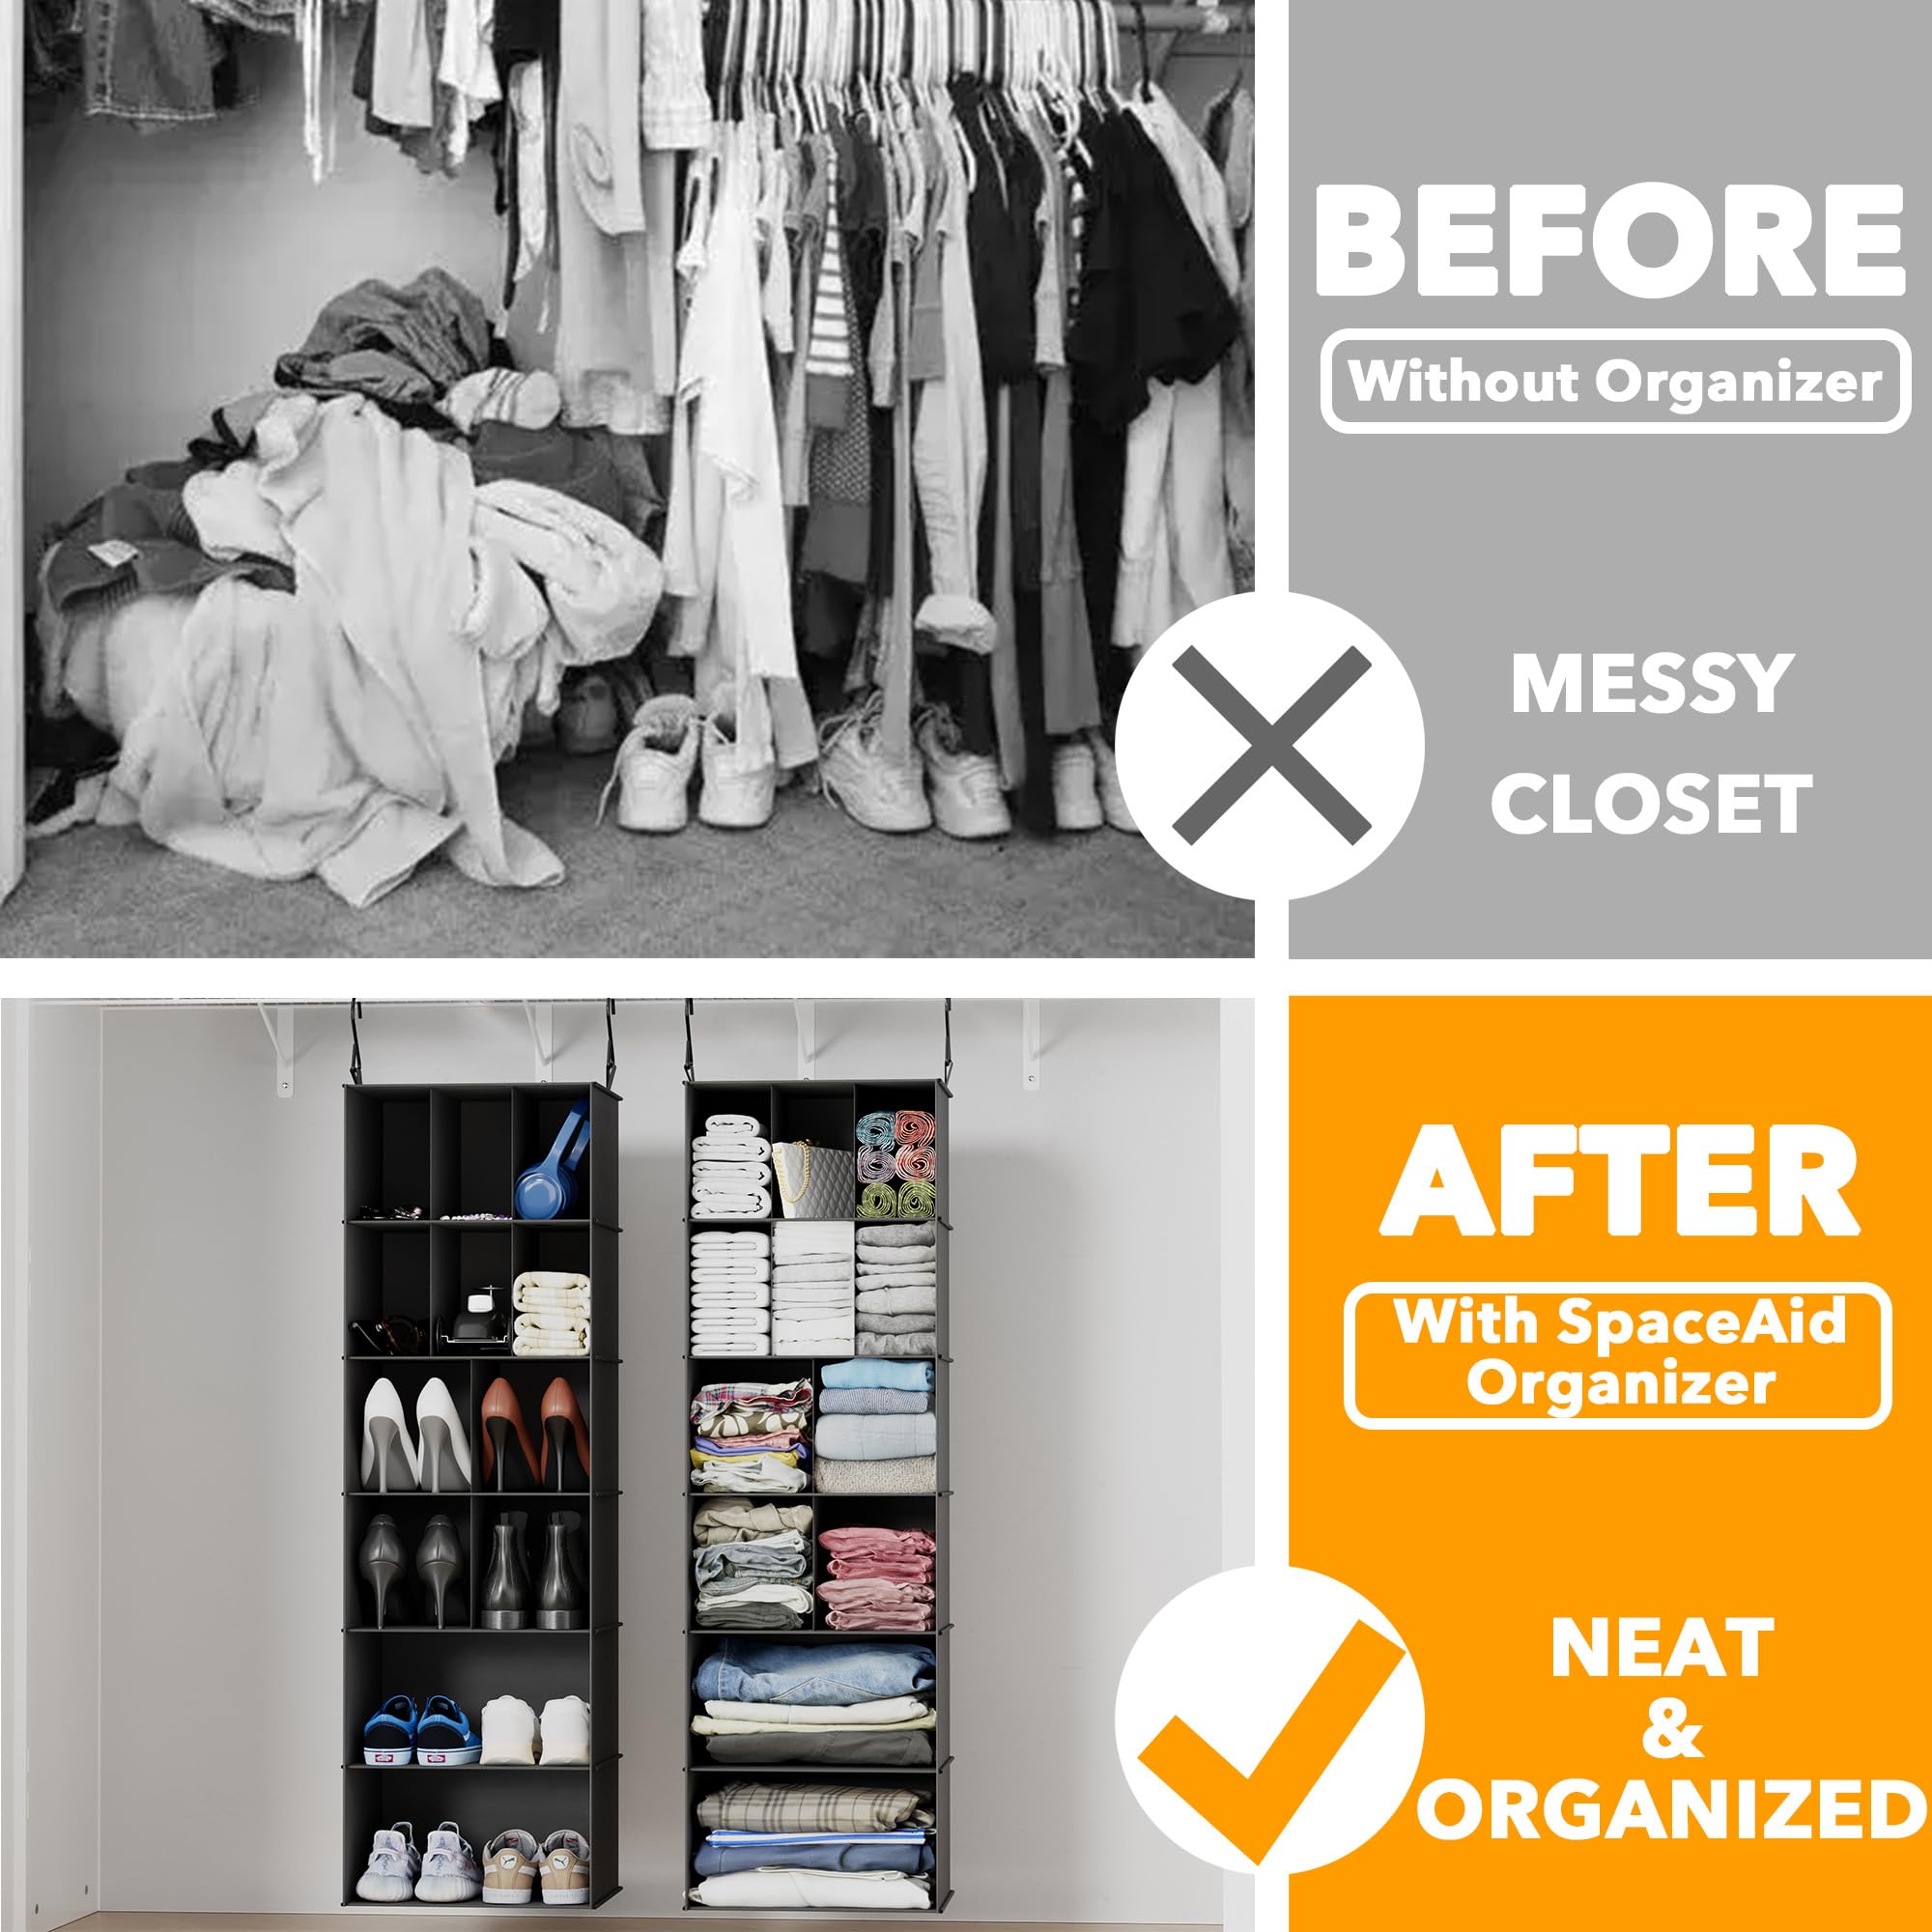 BEFORE
Without Organizer
MESSY
CLOSET
AFTER
With SpaceAid
Organizer
NEAT
&
ORGANIZED